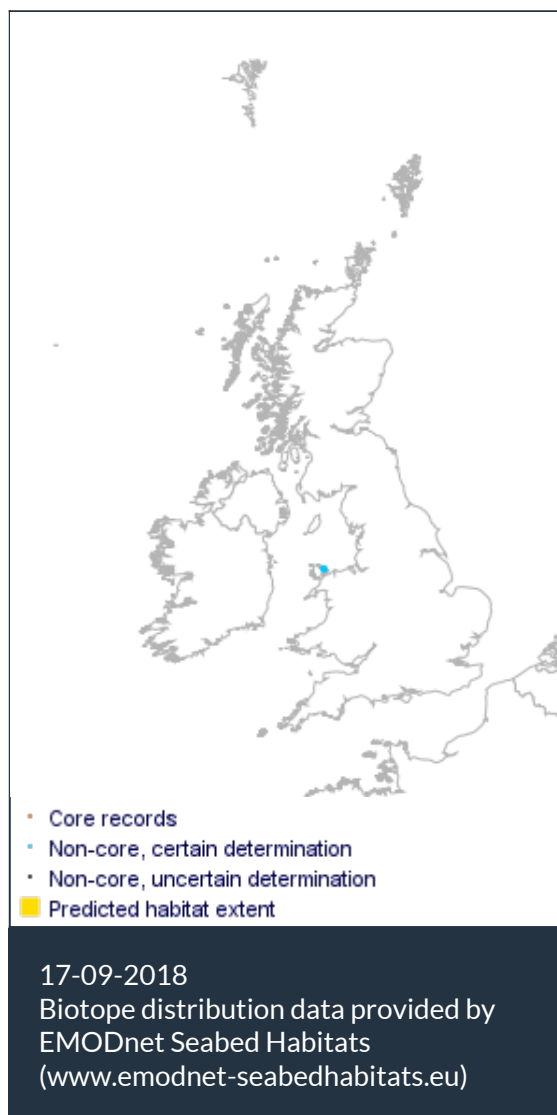 Core records
Non-core, certain determination
Non-core, uncertain determination
Predicted habitat extent
17-09-2018
Biotope distribution data provided by
EMODnet Seabed Habitats
(www.emodnet-seabedhabitats.eu)